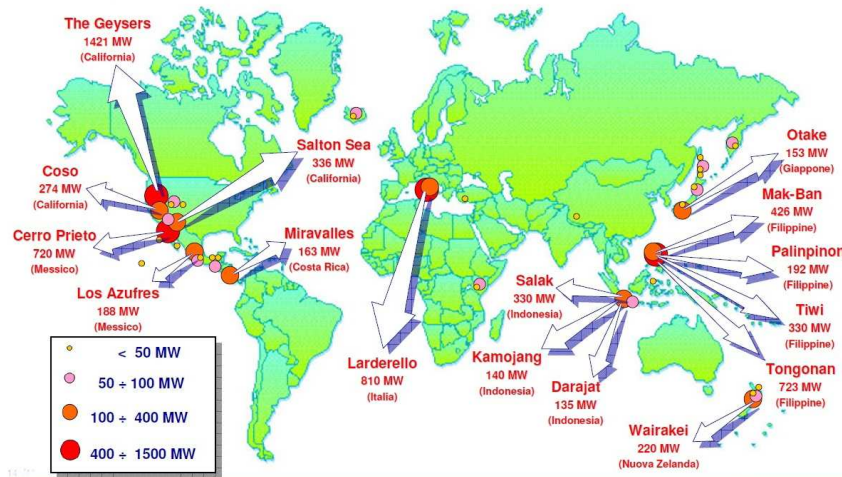 The Geysers
1421 MW
(California)
Coso
274 MW
(California)
Salton Sea
336 MW
(California)
Cerro Prieto
720 MW
(Messico)
Miravalles
163 MW
(Costa Rica)
Los Azufres
188 MW
(Messico)
Larderello
810 MW
(Italia)
Otake
153 MW
(Giappone)
Mak-Ban
426 MW
(Filippine)
Palinpinon
192 MW
(Filippine)
Tiwi
330 MW
(Filippine)
Tongonan
723 MW
(Filippine)
Salak
330 MW
(Indonesia)
Kamojang
140 MW
(Indonesia)
Darajat
135 MW
(Indonesia)
Wairakei
220 MW
(Nuova Zelanda)
< 50 MW
50 ÷ 100 MW
100 ÷ 400 MW
400 ÷ 1500 MW